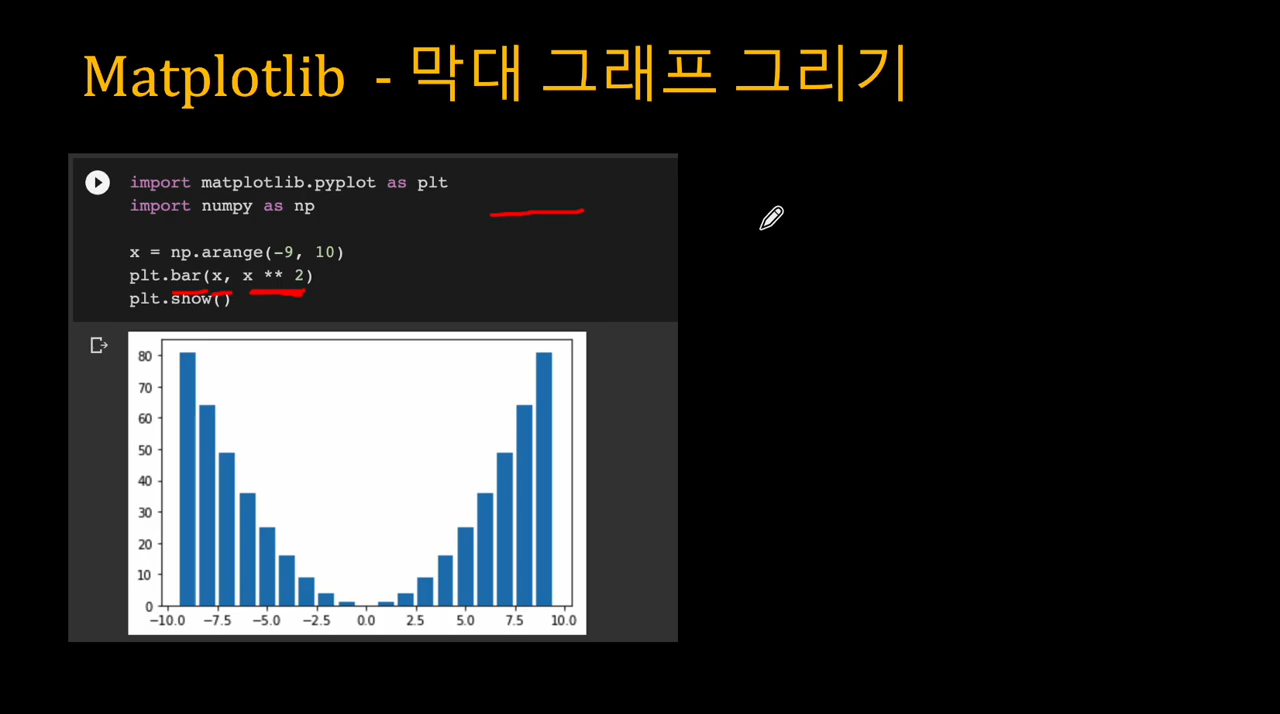 Matplotlib - 막대 그래프 그리기
import matplotlib.pyplot as plt
import numpy as np
x = np.arange(-9, 10)
plt.bar(x, x ** 2)
plt.show()
80
70
60
50
40
30
20
10
0
−10.0 −7.5 −5.0 −2.5 0.0 2.5 5.0 7.5 10.0